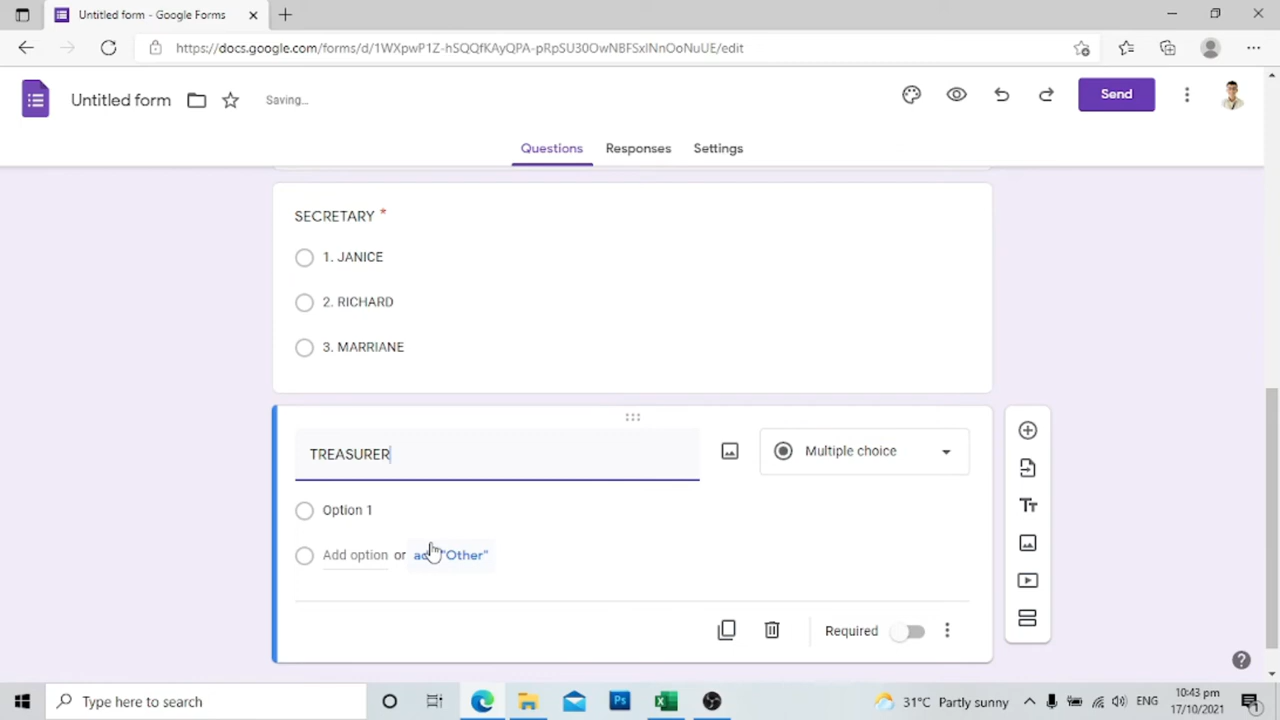 Untitled form - Google Forms
https://docs.google.com/forms/d/1WXpwP1Z-hSQQfKAyQPA-pRpSU30OwNBFSxlNnOoNuUE/edit
Untitled form
Saving...
Send
Questions
Responses
Settings
SECRETARY *
1. JANICE
2. RICHARD
3. MARRIANE
TREASURER
Multiple choice
Option 1
Add option or "Other"
Required
Type here to search
31°C Partly sunny
ENG
10:43 pm
17/10/2021